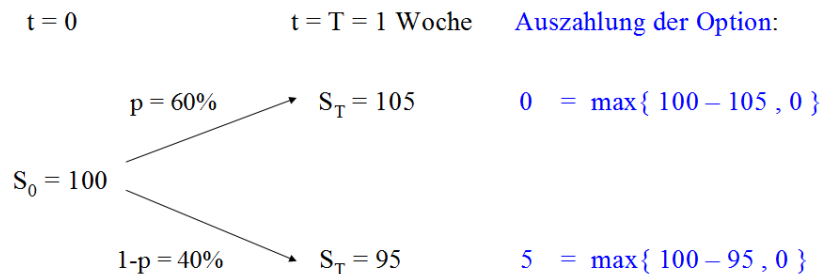 t = 0 t = T = 1 Woche Auszahlung der Option:
p = 60% S_T = 105 0 = max{ 100 – 105 , 0 }
S_0 = 100
1-p = 40% S_T = 95 5 = max{ 100 – 95 , 0 }